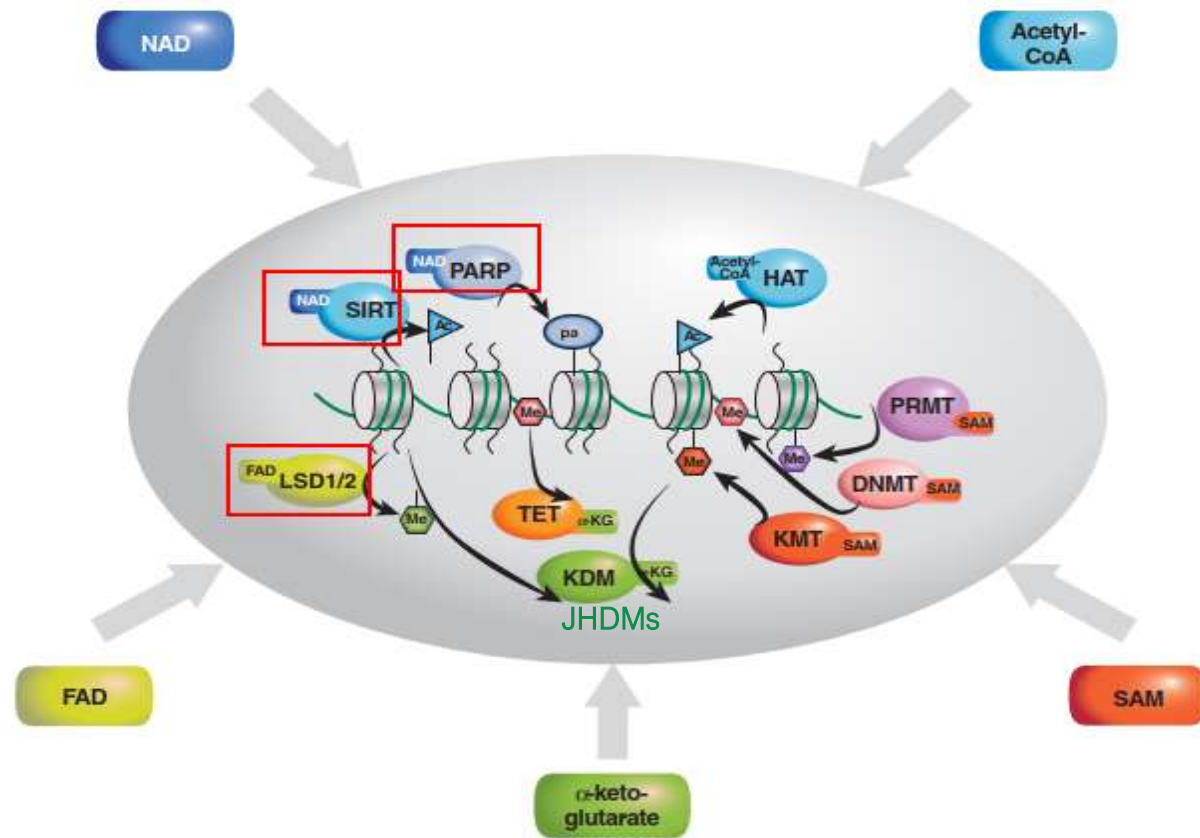 NAD
Acetyl-
CoA
NAD
PARP
Acetyl-
CoA
HAT
NAD
SIRT
Ac
pa
Ac
Me
Me
PRMT
SAM
Me
Me
FAD
LSD1/2
DNMT
SAM
Me
TET
α-KG
KMT
SAM
KDM
-KG
JHDMs
FAD
SAM
α-keto-
glutarate